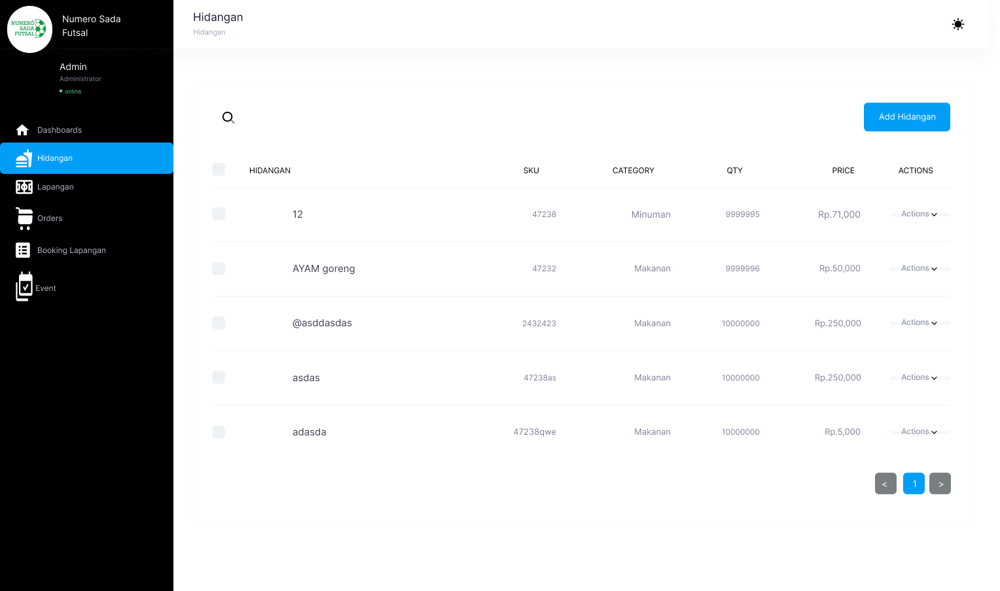 NUMERO
SADA
FUTSAL
Numero Sada
Futsal
Admin
Administrator
online
Dashboards
Hidangan
Lapangan
Orders
Booking Lapangan
Event
Hidangan
Hidangan
Add Hidangan
HIDANGAN SKU CATEGORY QTY PRICE ACTIONS
12 47238 Minuman 9999995 Rp.71,000 Actions
AYAM goreng 47232 Makanan 9999996 Rp.50,000 Actions
@asddasdas 2432423 Makanan 10000000 Rp.250,000 Actions
asdas 47238as Makanan 10000000 Rp.250,000 Actions
adasda 47238qwe Makanan 10000000 Rp.5,000 Actions
< 1 >